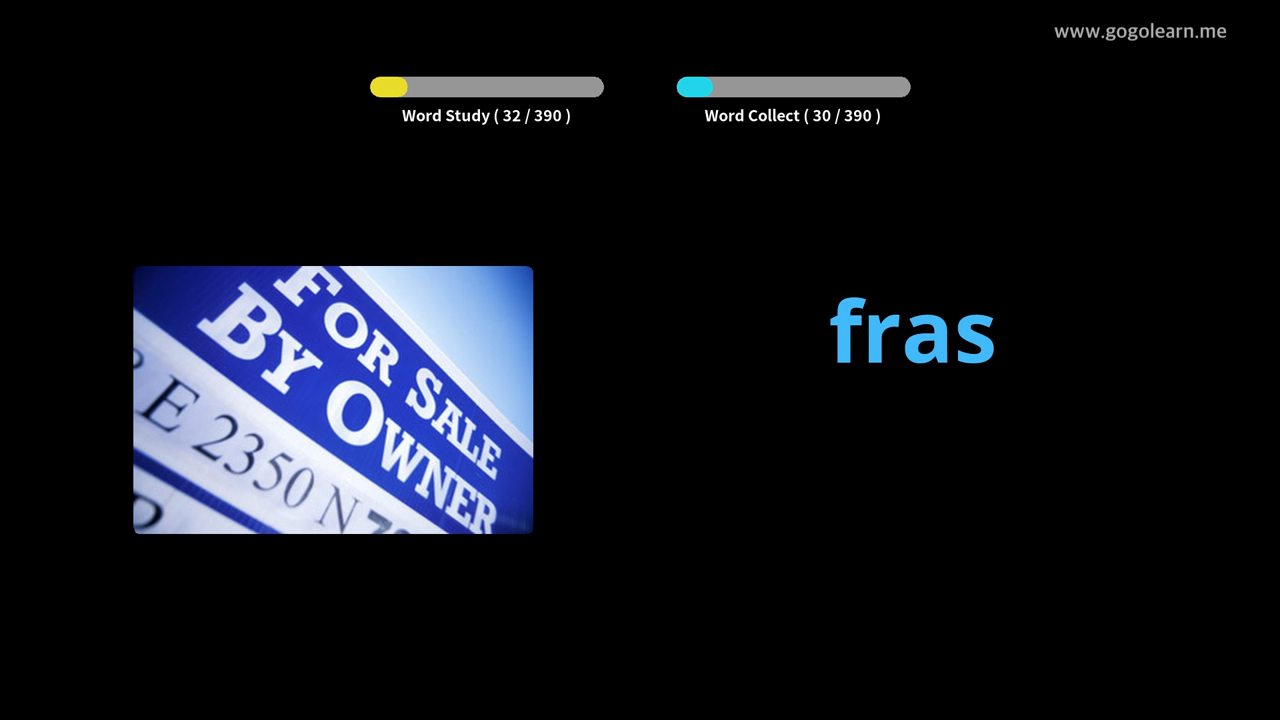 www.gogolearn.me
Word Study ( 32 / 390 )
Word Collect ( 30 / 390 )
FOR SALE
BY OWNER
E 2350 N
fras